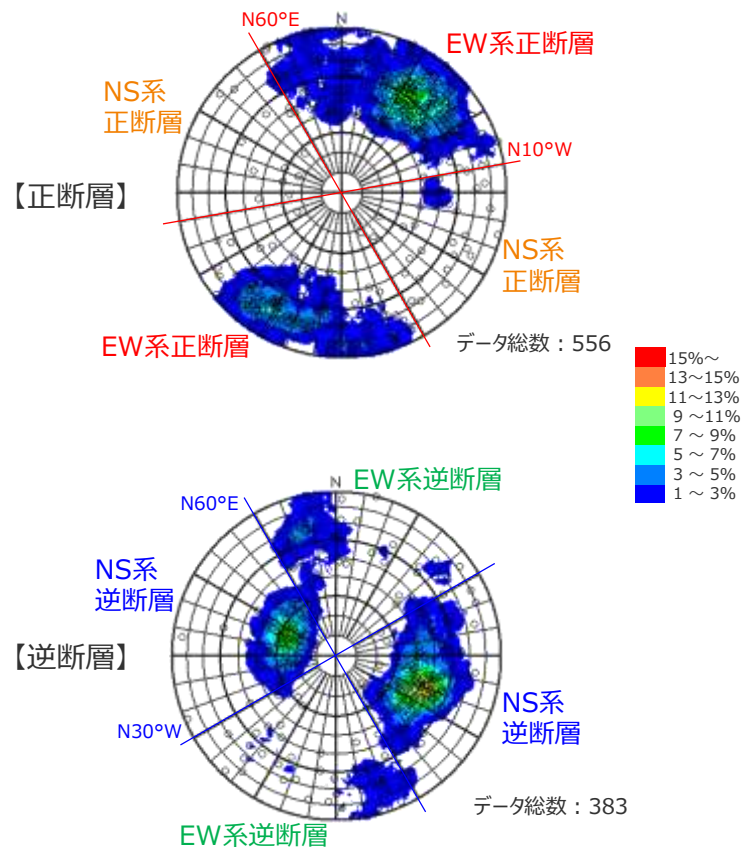 N
N60°E
EW系正断層
NS系
正断層
N10°W
【正断層】
NS系
正断層
EW系正断層
データ総数：556
15%～
13～15%
11～13%
9 ～11%
7 ～ 9%
5 ～ 7%
3 ～ 5%
1 ～ 3%
N
EW系逆断層
N60°E
NS系
逆断層
【逆断層】
NS系
逆断層
N30°W
データ総数：383
EW系逆断層